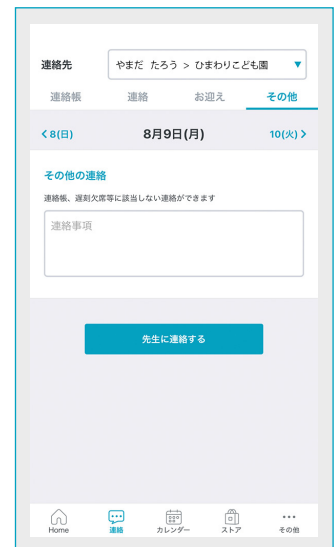 連絡先
やまだ たろう > ひまわりこども園 ▼
連絡帳 連絡 お迎え その他
< 8(日) 8月9日(月) 10(火) >
その他の連絡
連絡帳、遅刻欠席等に該当しない連絡ができます
連絡事項
先生に連絡する
Home 連絡 カレンダー ストア その他